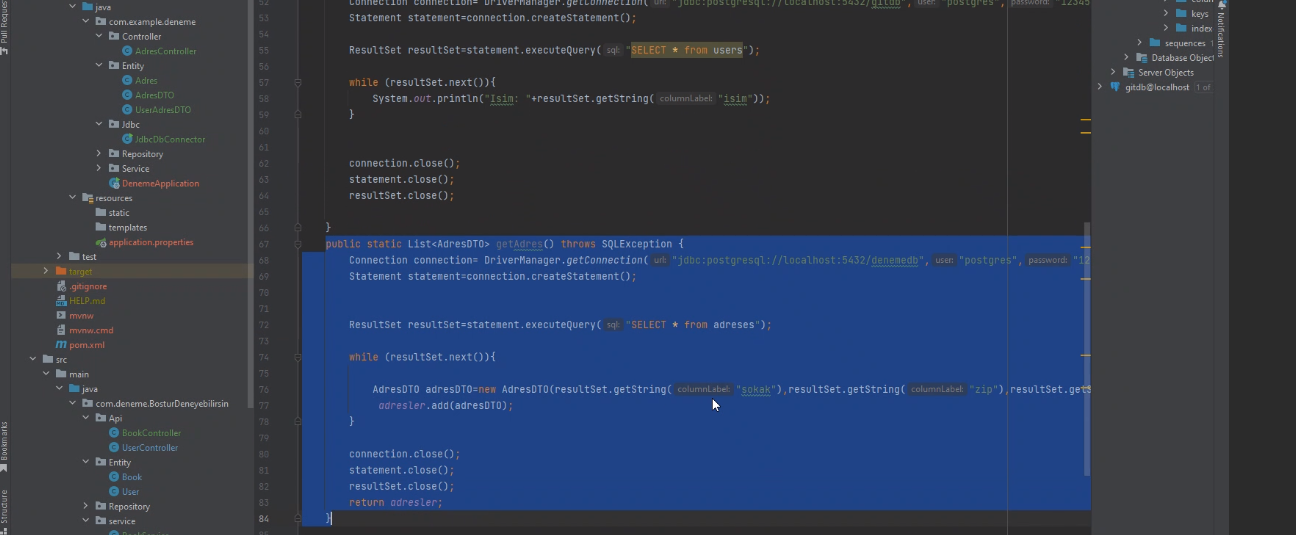 Pull Requests
Bookmarks
Structure
java
com.example.deneme
Controller
AdresController
Entity
Adres
AdresDTO
UserAdresDTO
Jdbc
JdbcDbConnector
Repository
Service
DenemeApplication
resources
static
templates
application.properties
test
target
.gitignore
HELP.md
mvnw
mvnw.cmd
pom.xml
src
main
java
com.deneme.BosturDeneyebilirsin
Api
BookController
UserController
Entity
Book
User
Repository
service
52 Connection connection= DriverManager.getConnection( url: "jdbc:postgresql://localhost:5432/gitdb", user: "postgres", password: "12345
53 Statement statement=connection.createStatement();
54
55 ResultSet resultSet=statement.executeQuery( sql: "SELECT * from users");
56
57 while (resultSet.next()){
58 System.out.println("Isim: "+resultSet.getString( columnLabel: "isim"));
59 }
60
61
62 connection.close();
63 statement.close();
64 resultSet.close();
65
66 }
67 public static List<AdresDTO> getAdres() throws SQLException {
68 Connection connection= DriverManager.getConnection( url: "jdbc:postgresql://localhost:5432/denemedb", user: "postgres", password: "12
69 Statement statement=connection.createStatement();
70
71
72 ResultSet resultSet=statement.executeQuery( sql: "SELECT * from adreses");
73
74 while (resultSet.next()){
75
76 AdresDTO adresDTO=new AdresDTO(resultSet.getString( columnLabel: "sokak"),resultSet.getString( columnLabel: "zip"),resultSet.getS
77 adresler.add(adresDTO);
78 }
79
80 connection.close();
81 statement.close();
82 resultSet.close();
83 return adresler;
84 }
keys
index
sequences 1
Database Object
Server Objects
gitdb@localhost 1 of
Notifications